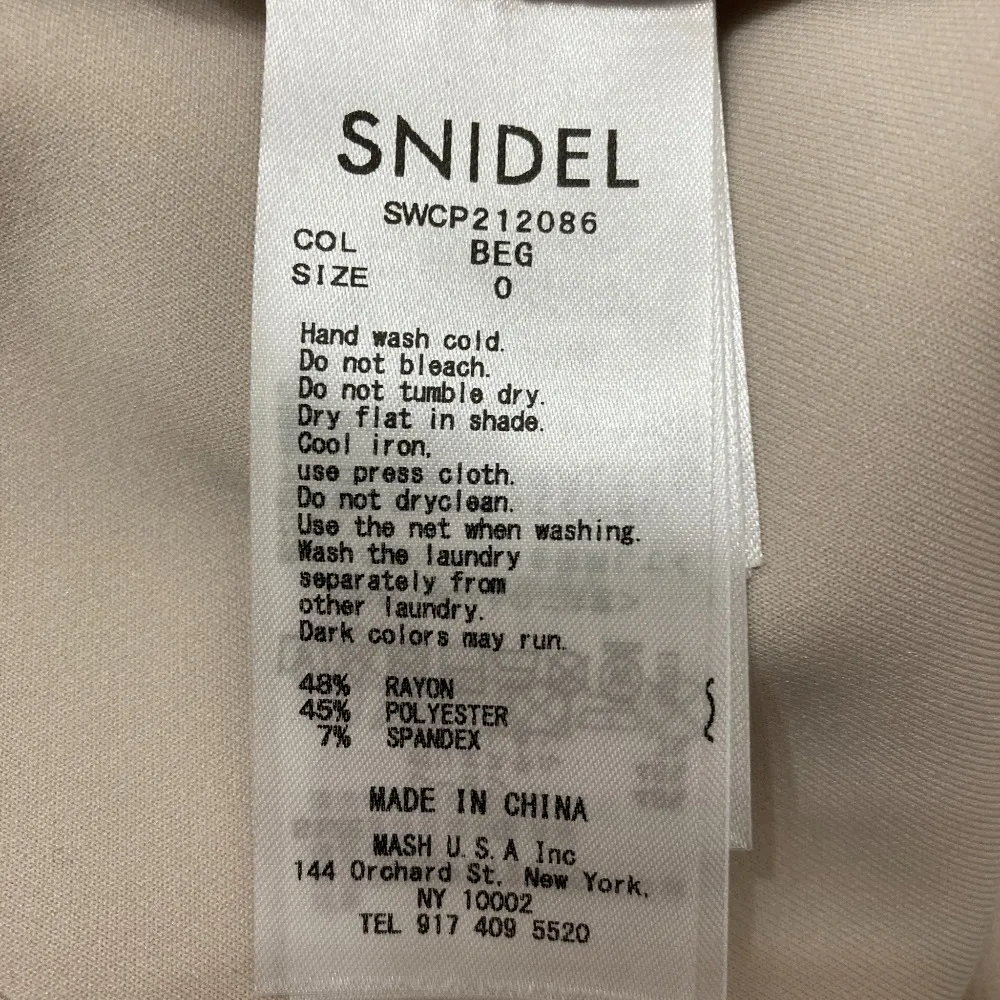 SNIDEL
SWCP212086
COL BEG
SIZE 0
Hand wash cold.
Do not bleach.
Do not tumble dry.
Dry flat in shade.
Cool iron,
use press cloth.
Do not dryclean.
Use the net when washing.
Wash the laundry
separately from
other laundry.
Dark colors may run.
48% RAYON
45% POLYESTER
7% SPANDEX
MADE IN CHINA
MASH U.S.A Inc
144 Orchard St, New York,
NY 10002
TEL 917 409 5520